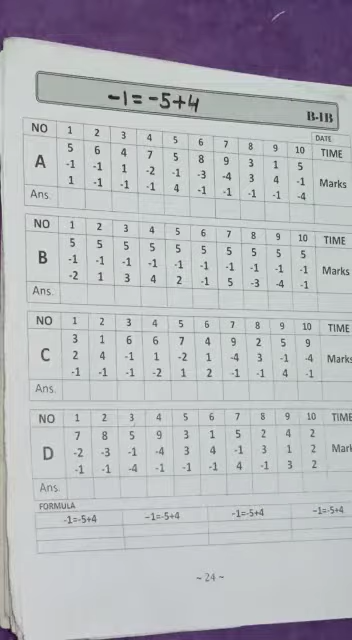 -1=-5+4
B-1B
DATE
NO 1 2 3 4 5 6 7 8 9 10 TIME
5 6 4 7 5 8 9 3 1 5
A -1 -1 1 -2 -1 -3 -4 3 4 -1 Marks
1 -1 -1 -1 4 -1 -1 -1 -1 -4
Ans.
NO 1 2 3 4 5 6 7 8 9 10 TIME
5 5 5 5 5 5 5 5 5 5
B -1 -1 -1 -1 -1 -1 -1 -1 -1 -1 Marks
-2 1 3 4 2 -1 5 -3 -4 -1
Ans.
NO 1 2 3 4 5 6 7 8 9 10 TIME
3 1 6 6 7 4 9 2 5 9
C 2 4 -1 1 -2 1 -4 3 -1 -4 Marks
-1 -1 -1 -2 1 2 -1 -1 4 -1
Ans.
NO 1 2 3 4 5 6 7 8 9 10 TIME
7 8 5 9 3 1 5 2 4 2
D -2 -3 -1 -4 3 4 -1 3 1 2 Mark
-1 -1 -4 -1 -1 -1 4 -1 3 2
Ans.
FORMULA
-1=-5+4 -1=-5+4 -1=-5+4 -1=-5+4
~ 24 ~